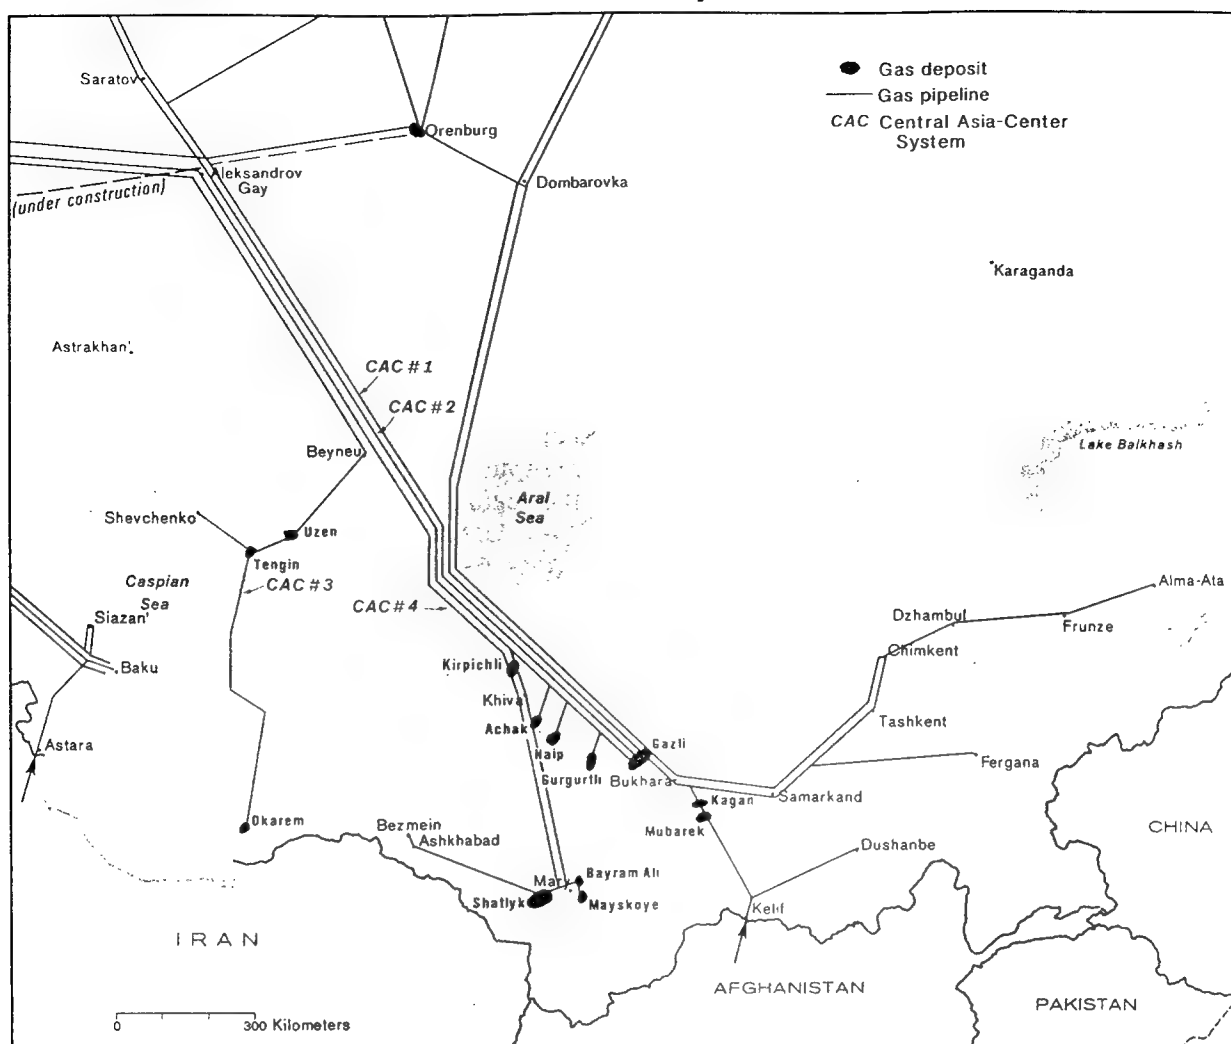 Saratov
Gas deposit
Gas pipeline
CAC Central Asia-Center
System
Orenburg
Aleksandrov
Gay
Dombarovka
(under construction)
Karaganda
Astrakhan'
CAC #1
CAC #2
Beyneu
Lake Balkhash
Aral
Sea
Shevchenko
Uzen
Tengin
CAC #3
Caspian
Sea
CAC #4
Alma-Ata
Siazan'
Dzhambul
Frunze
Chimkent
Baku
Kirpichli
Khiva
Achak
Tashkent
Naip
Gazli
Astara
Gurgurtli
Bukhara
Fergana
Samarkand
Kagan
Okarem
Mubarek
Bezmein
Ashkhabad
CHINA
Dushanbe
Bayram Ali
Mary
Shatlyk
Mayskoye
Kelif
IRAN
AFGHANISTAN
PAKISTAN
0 300 Kilometers